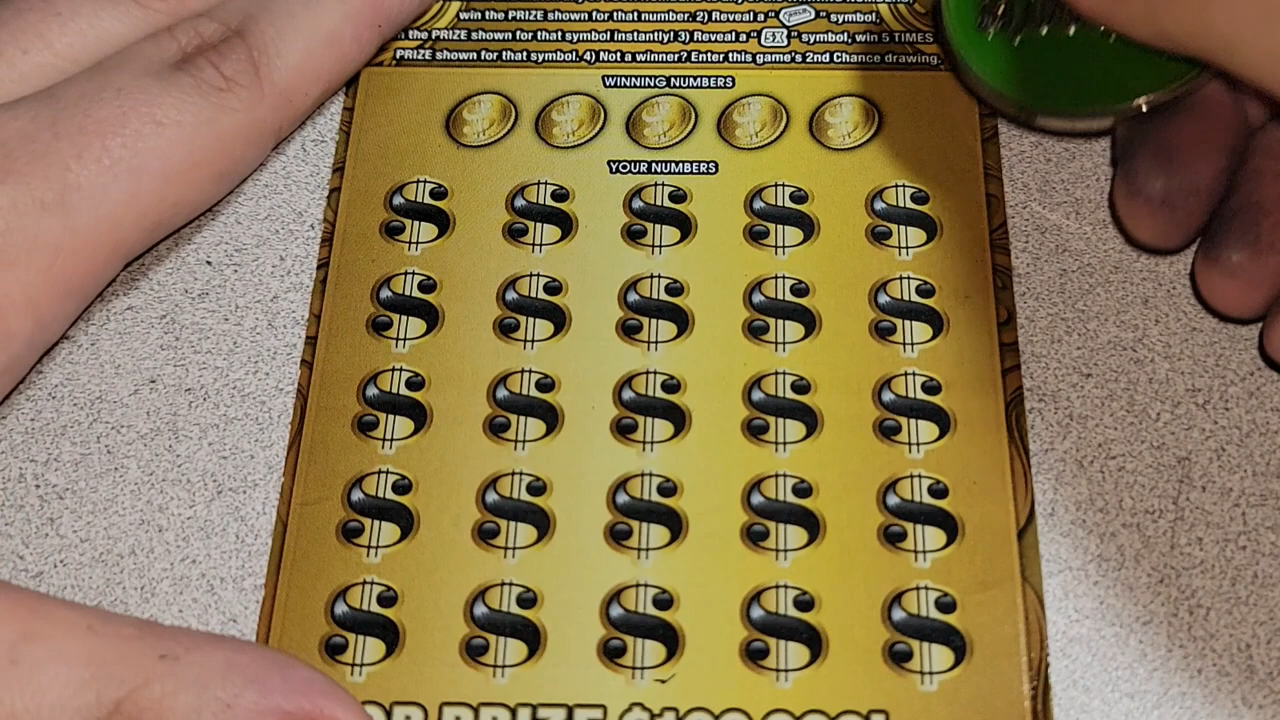 win the PRIZE shown for that number. 2) Reveal a " GOLD " symbol,
the PRIZE shown for that symbol instantly! 3) Reveal a " 5X " symbol, win 5 TIMES
PRIZE shown for that symbol. 4) Not a winner? Enter this game's 2nd Chance drawing.
WINNING NUMBERS
YOUR NUMBERS
PRIZE